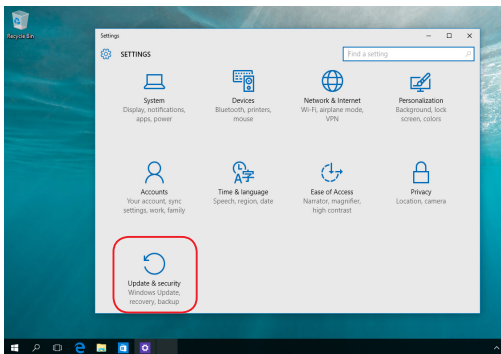 Recycle Bin
Settings
SETTINGS
Find a setting
System
Display, notifications,
apps, power
Devices
Bluetooth, printers,
mouse
Network & Internet
Wi-Fi, airplane mode,
VPN
Personalization
Background, lock
screen, colors
Accounts
Your account, sync
settings, work, family
Time & language
Speech, region, date
Ease of Access
Narrator, magnifier,
high contrast
Privacy
Location, camera
Update & security
Windows Update,
recovery, backup